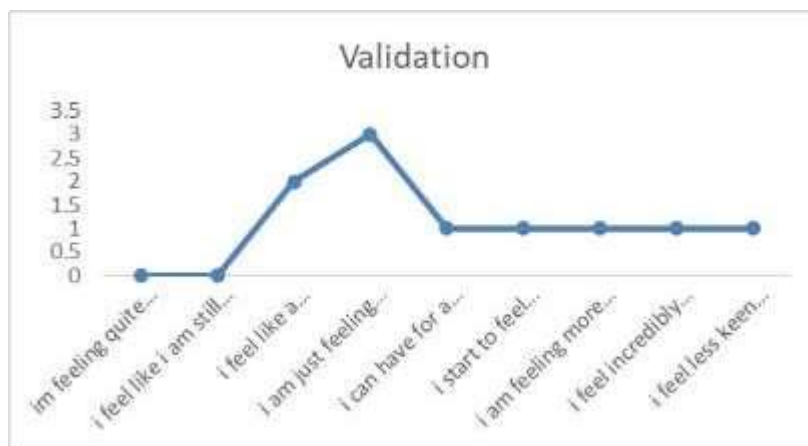 Validation
3.5
3
2.5
2
1.5
1
0.5
0
im feeling quite...
i feel like i am still...
i feel like a...
i am just feeling...
i can have for a...
i start to feel...
i am feeling more...
i feel incredibly...
i feel less keen...